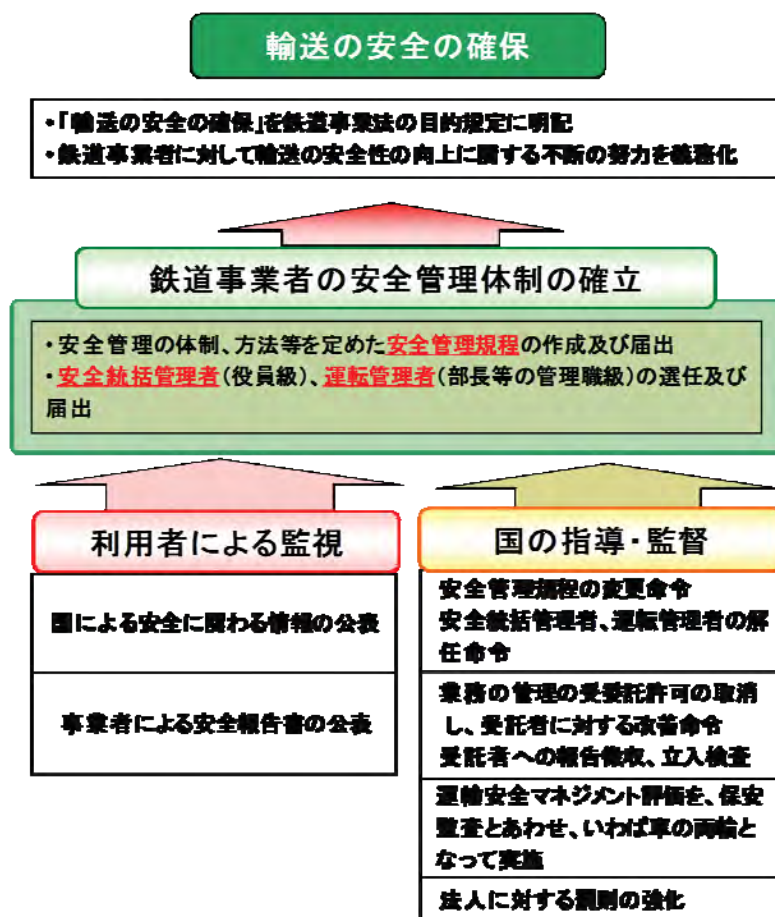 輸送の安全の確保
・「輸送の安全の確保」を鉄道事業法の目的規定に明記
・鉄道事業者に対して輸送の安全性の向上に関する不断の努力を義務化
鉄道事業者の安全管理体制の確立
・安全管理の体制、方法等を定めた安全管理規程の作成及び届出
・安全統括管理者(役員級)、運転管理者(部長等の管理職級)の選任及び
届出
利用者による監視
国による安全に関わる情報の公表
事業者による安全報告書の公表
国の指導・監督
安全管理規程の変更命令
安全統括管理者、運転管理者の解
任命令
業務の管理の受委託許可の取消
し、受託者に対する改善命令
受託者への報告徴収、立入検査
運輸安全マネジメント評価を、保安
監査とあわせ、いわば車の両輪と
なって実施
法人に対する罰則の強化